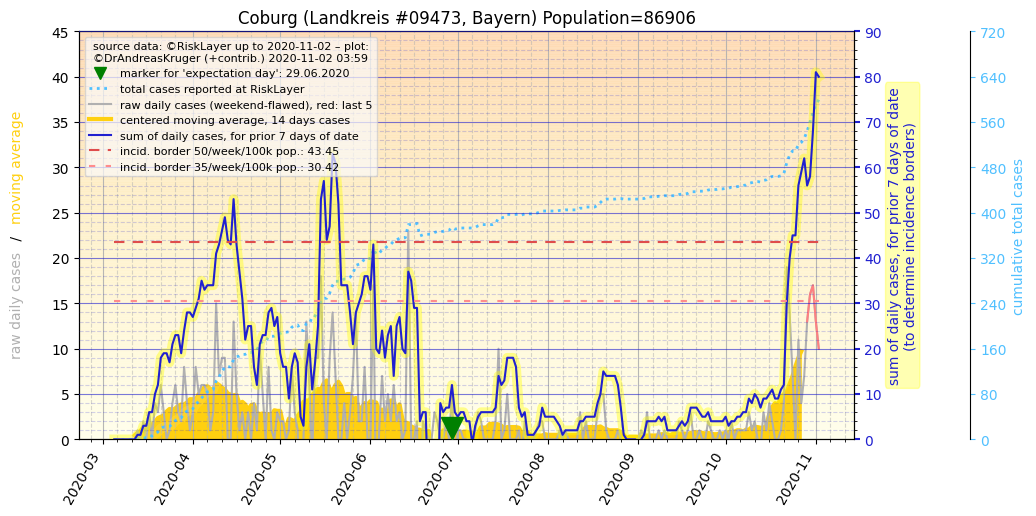 Coburg (Landkreis #09473, Bayern) Population=86906
source data: ©RiskLayer up to 2020-11-02 – plot:
©DrAndreasKruger (+contrib.) 2020-11-02 03:59
marker for 'expectation day': 29.06.2020
total cases reported at RiskLayer
raw daily cases (weekend-flawed), red: last 5
centered moving average, 14 days cases
sum of daily cases, for prior 7 days of date
incid. border 50/week/100k pop.: 43.45
incid. border 35/week/100k pop.: 30.42
raw daily cases / moving average
45
40
35
30
25
20
15
10
5
0
2020-03
2020-04
2020-05
2020-06
2020-07
2020-08
2020-09
2020-10
2020-11
90
80
70
60
50
40
30
20
10
0
sum of daily cases, for prior 7 days of date
(to determine incidence borders)
720
640
560
480
400
320
240
160
80
0
cumulative total cases